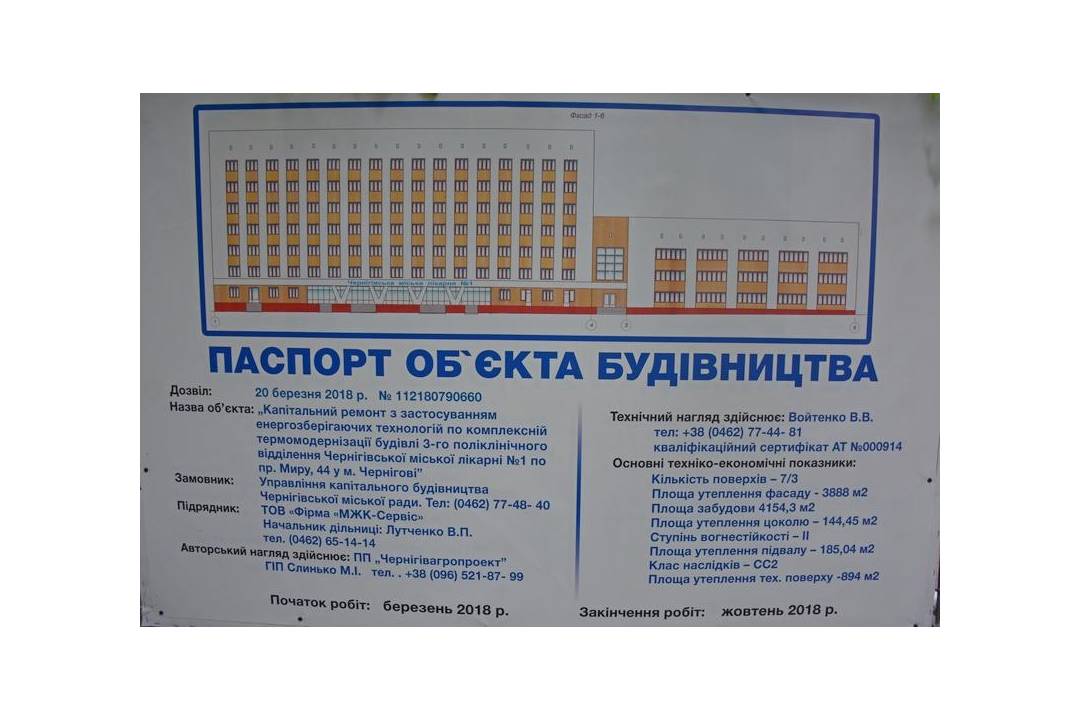 Фасад 1-6
Чернігівська міська лікарня №1
ПАСПОРТ ОБ`ЄКТА БУДІВНИЦТВА
Дозвіл: 20 березня 2018 р. № 112180790660
Назва об'єкта: „Капітальний ремонт з застосуванням
енергозберігаючих технологій по комплексній
термомодернізації будівлі 3-го поліклінічного
відділення Чернігівської міської лікарні №1 по
пр. Миру, 44 у м. Чернігові”
Замовник: Управління капітального будівництва
Чернігівської міської ради. Тел: (0462) 77-48- 40
Підрядник: ТОВ «Фірма «МЖК-Сервіс»
Начальник дільниці: Лутченко В.П.
тел. (0462) 65-14-14
Авторський нагляд здійснює: ПП „Чернігівагропроект”
ГІП Слинько М.І. тел. . +38 (096) 521-87- 99
Початок робіт: березень 2018 р.
Технічний нагляд здійснює: Войтенко В.В.
тел: +38 (0462) 77-44- 81
кваліфікаційний сертифікат АТ №000914
Основні техніко-економічні показники:
Кількість поверхів – 7/3
Площа утеплення фасаду - 3888 м2
Площа забудови 4154,3 м2
Площа утеплення цоколю – 144,45 м2
Ступінь вогнестійкості – ІІ
Площа утеплення підвалу – 185,04 м2
Клас наслідків – СС2
Площа утеплення тех. поверху -894 м2
Закінчення робіт: жовтень 2018 р.